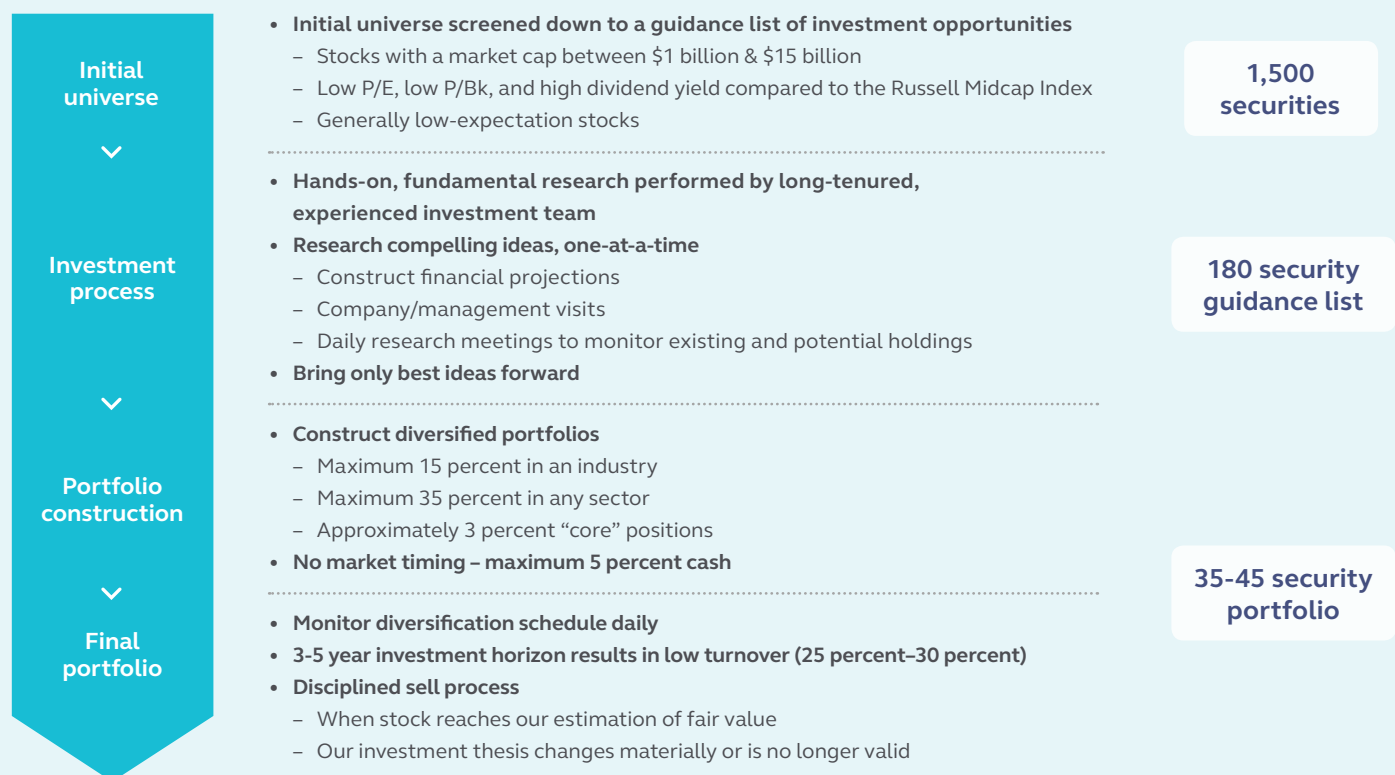 Initial
universe
• Initial universe screened down to a guidance list of investment opportunities
– Stocks with a market cap between $1 billion & $15 billion
– Low P/E, low P/Bk, and high dividend yield compared to the Russell Midcap Index
– Generally low-expectation stocks
1,500
securities
Investment
process
• Hands-on, fundamental research performed by long-tenured,
experienced investment team
• Research compelling ideas, one-at-a-time
– Construct financial projections
– Company/management visits
– Daily research meetings to monitor existing and potential holdings
• Bring only best ideas forward
180 security
guidance list
Portfolio
construction
• Construct diversified portfolios
– Maximum 15 percent in an industry
– Maximum 35 percent in any sector
– Approximately 3 percent “core” positions
• No market timing – maximum 5 percent cash
35-45 security
portfolio
Final
portfolio
• Monitor diversification schedule daily
• 3-5 year investment horizon results in low turnover (25 percent–30 percent)
• Disciplined sell process
– When stock reaches our estimation of fair value
– Our investment thesis changes materially or is no longer valid